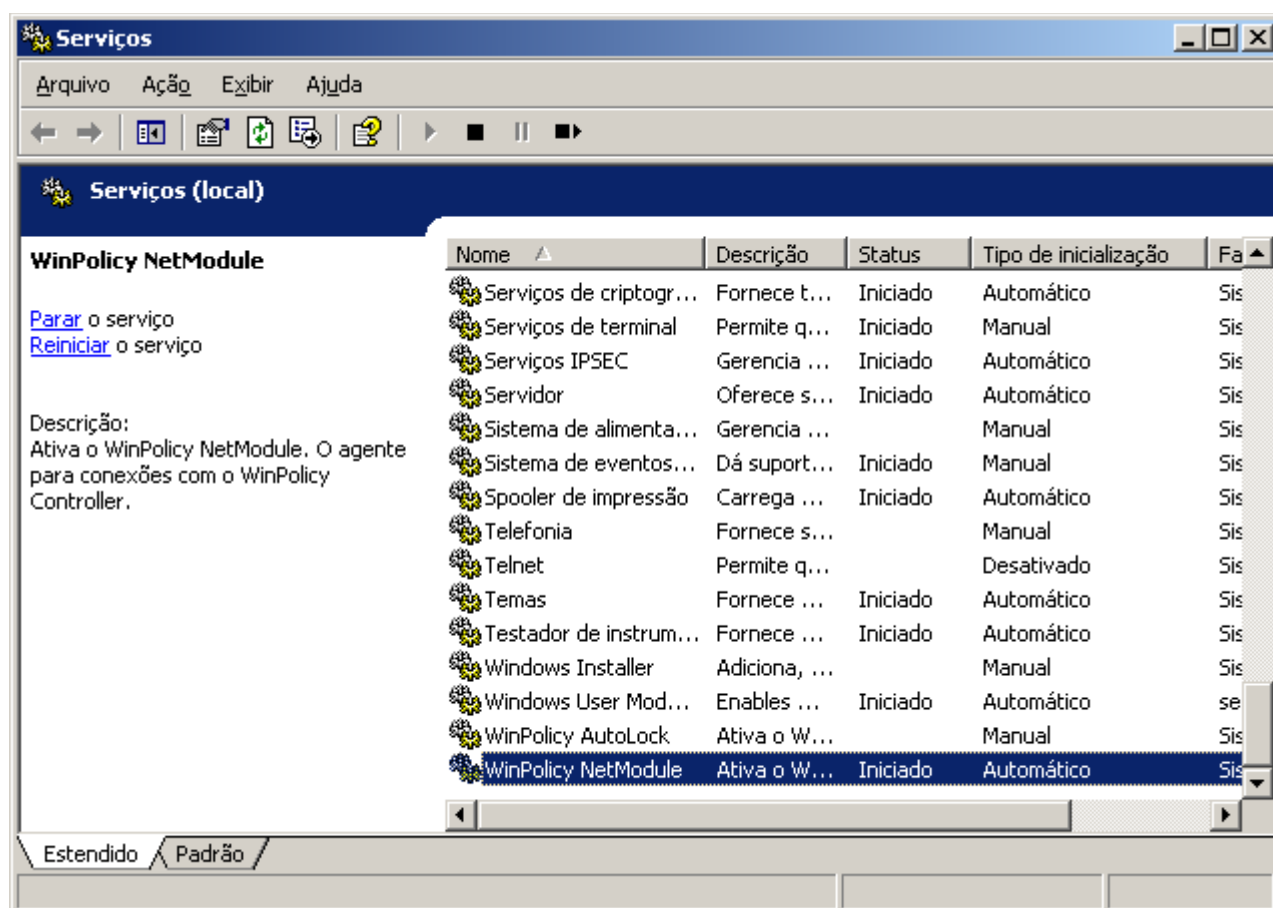 Serviços
Arquivo Ação Exibir Ajuda
Serviços (local)
WinPolicy NetModule
Parar o serviço
Reiniciar o serviço
Descrição:
Ativa o WinPolicy NetModule. O agente
para conexões com o WinPolicy
Controller.
Nome Descrição Status Tipo de inicialização Fa
Serviços de criptogr... Fornece t... Iniciado Automático Sis
Serviços de terminal Permite q... Iniciado Manual Sis
Serviços IPSEC Gerencia ... Iniciado Automático Sis
Servidor Oferece s... Iniciado Automático Sis
Sistema de alimenta... Gerencia ... Manual Sis
Sistema de eventos... Dá suport... Iniciado Manual Sis
Spooler de impressão Carrega ... Iniciado Automático Sis
Telefonia Fornece s... Manual Sis
Telnet Permite q... Desativado Sis
Temas Fornece ... Iniciado Automático Sis
Testador de instrum... Fornece ... Iniciado Automático Sis
Windows Installer Adiciona, ... Manual Sis
Windows User Mod... Enables ... Iniciado Automático se
WinPolicy AutoLock Ativa o W... Manual Sis
WinPolicy NetModule Ativa o W... Iniciado Automático Sis
Estendido Padrão